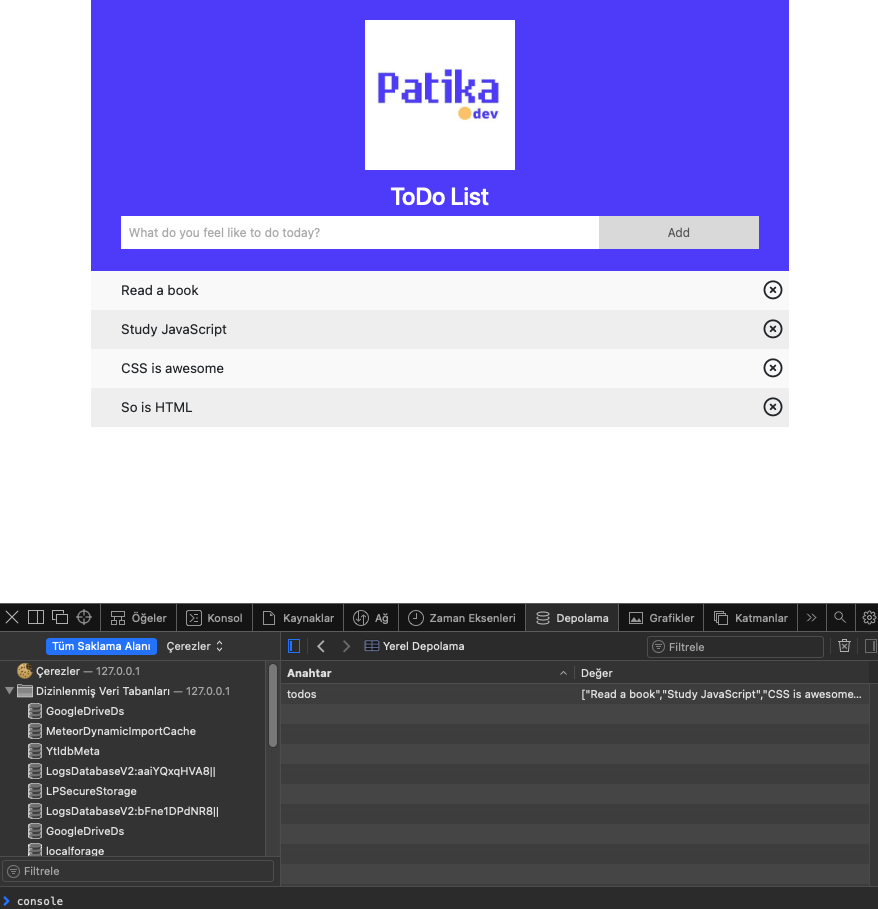 Patika
dev
ToDo List
What do you feel like to do today?
Add
Read a book
Study JavaScript
CSS is awesome
So is HTML
Öğeler
Konsol
Kaynaklar
Ağ
Zaman Eksenleri
Depolama
Grafikler
Katmanlar
Tüm Saklama Alanı
Çerezler
Yerel Depolama
Filtrele
Çerezler — 127.0.0.1
Dizinlenmiş Veri Tabanları — 127.0.0.1
GoogleDriveDs
MeteorDynamicImportCache
YtIdbMeta
LogsDatabaseV2:aaiYQxqHVA8||
LPSecureStorage
LogsDatabaseV2:bFne1DPdNR8||
GoogleDriveDs
localforage
Filtrele
Anahtar
Değer
todos
["Read a book","Study JavaScript","CSS is awesome...
console